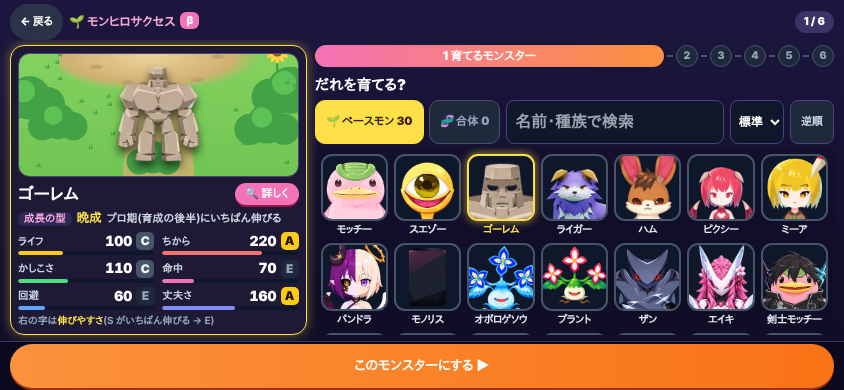 ← 戻る
🌱 モンヒロサクセス β
1 / 6
1 育てるモンスター
2
3
4
5
6
だれを育てる?
🌱 ベースモン 30
🧬 合体 0
名前・種族で検索
標準
逆順
ゴーレム
🔍 詳しく
成長の型 晩成 プロ期(育成の後半)にいちばん伸びる
ライフ 100 C
ちから 220 A
かしこさ 110 C
命中 70 E
回避 60 E
丈夫さ 160 A
右の字は伸びやすさ(S がいちばん伸びる → E)
モッチー
スエゾー
ゴーレム
ライガー
ハム
ピクシー
ミーア
パンドラ
モノリス
オボロゲソウ
プラント
ザン
エイキ
剣士モッチー
このモンスターにする ▶